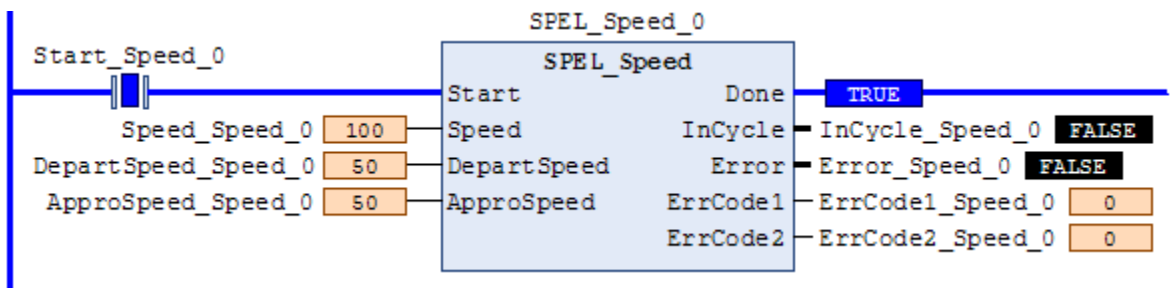 SPEL_Speed_0
Start_Speed_0
SPEL_Speed
Start Done TRUE
Speed_Speed_0 100 Speed InCycle InCycle_Speed_0 FALSE
DepartSpeed_Speed_0 50 DepartSpeed Error Error_Speed_0 FALSE
ApproSpeed_Speed_0 50 ApproSpeed ErrCode1 ErrCode1_Speed_0 0
ErrCode2 ErrCode2_Speed_0 0